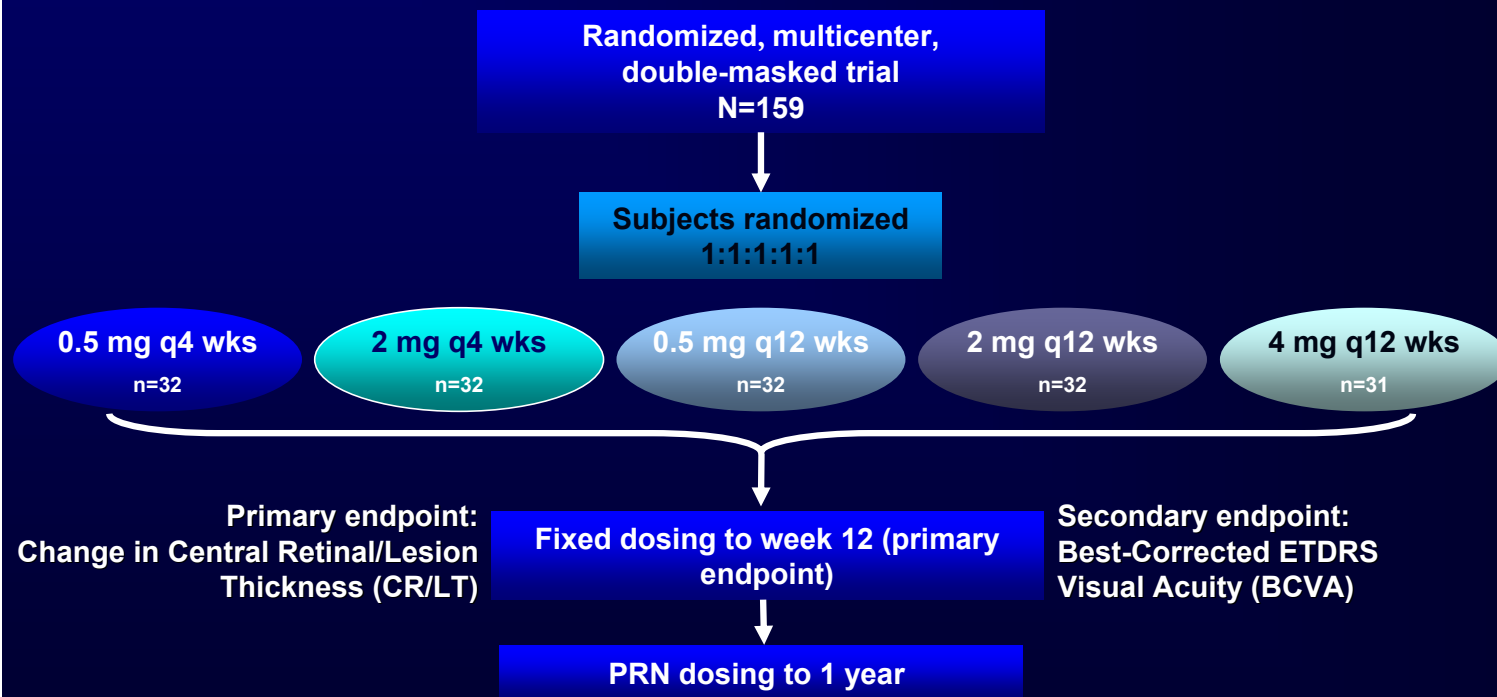 Randomized, multicenter,
double-masked trial
N=159
Subjects randomized
1:1:1:1:1
0.5 mg q4 wks
n=32
2 mg q4 wks
n=32
0.5 mg q12 wks
n=32
2 mg q12 wks
n=32
4 mg q12 wks
n=31
Primary endpoint:
Change in Central Retinal/Lesion
Thickness (CR/LT)
Fixed dosing to week 12 (primary
endpoint)
Secondary endpoint:
Best-Corrected ETDRS
Visual Acuity (BCVA)
PRN dosing to 1 year